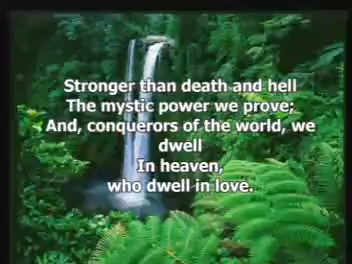 Stronger than death and hell
The mystic power we prove;
And, conquerors of the world, we
dwell
In heaven,
who dwell in love.